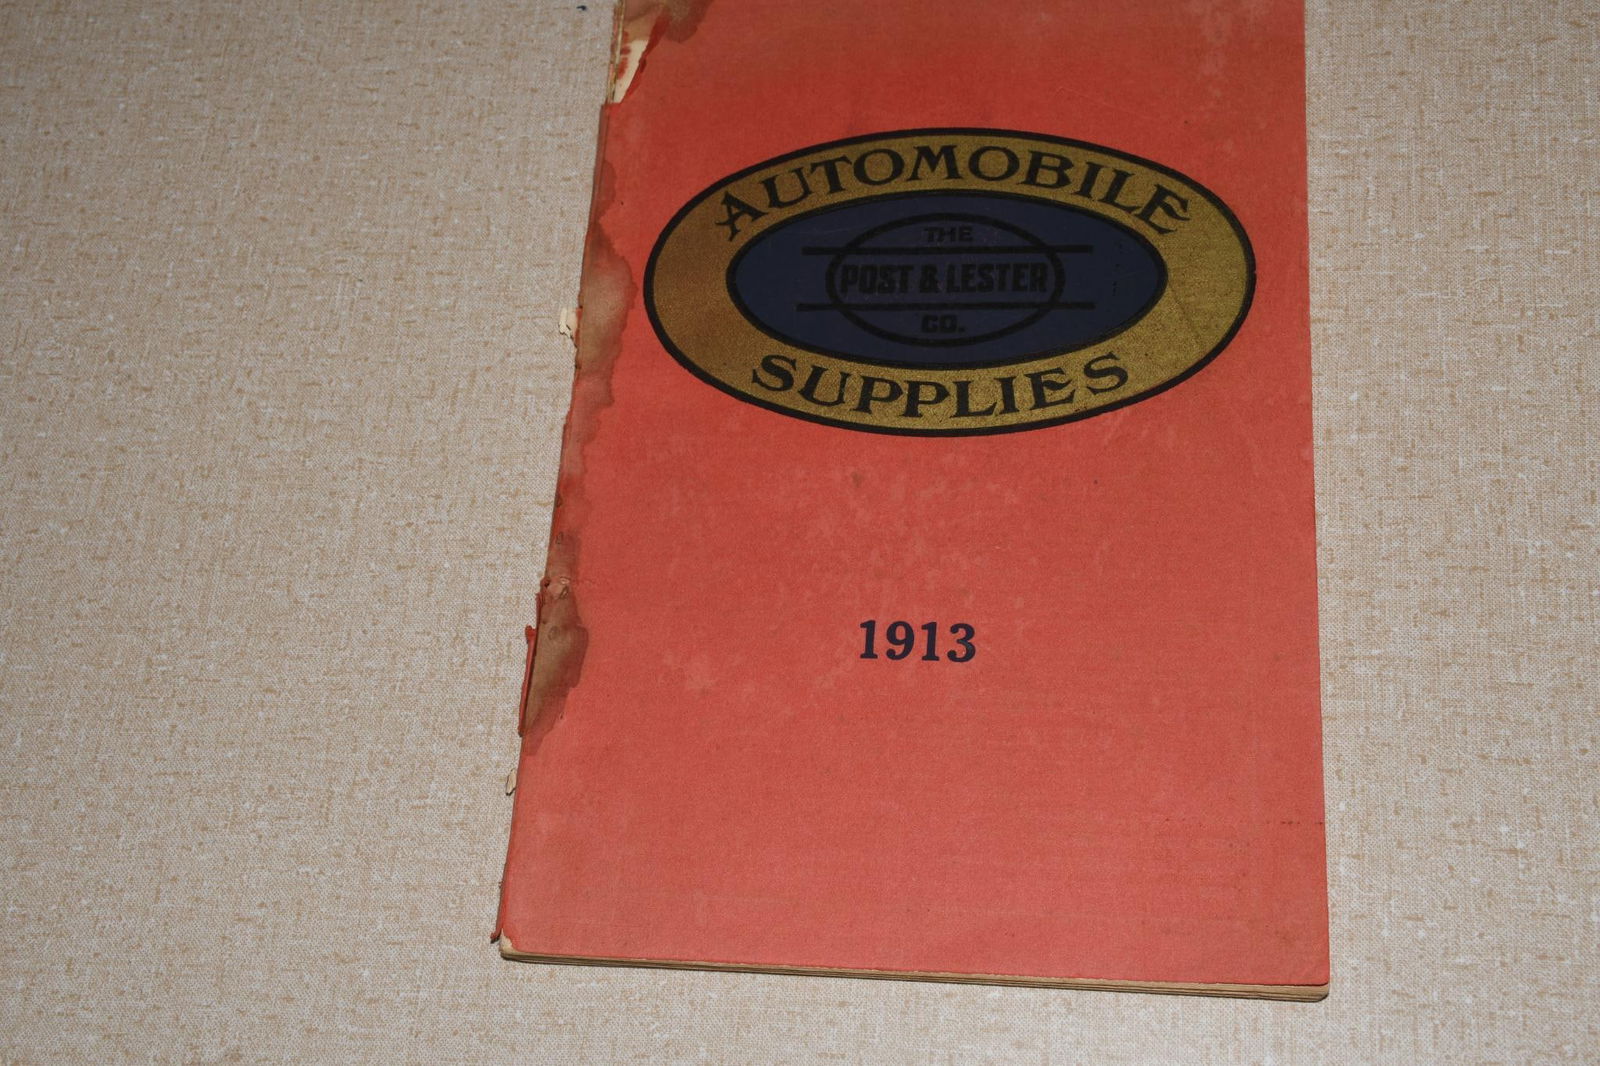 AUTOMOBILE
THE
POST & LESTER
CO.
SUPPLIES
1913